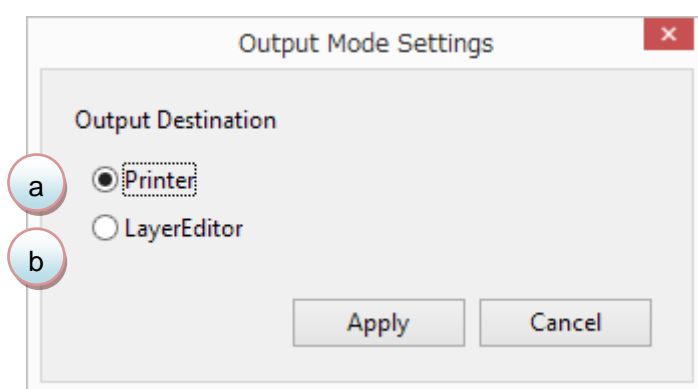 Output Mode Settings
Output Destination
a
Printer
LayerEditor
b
Apply
Cancel